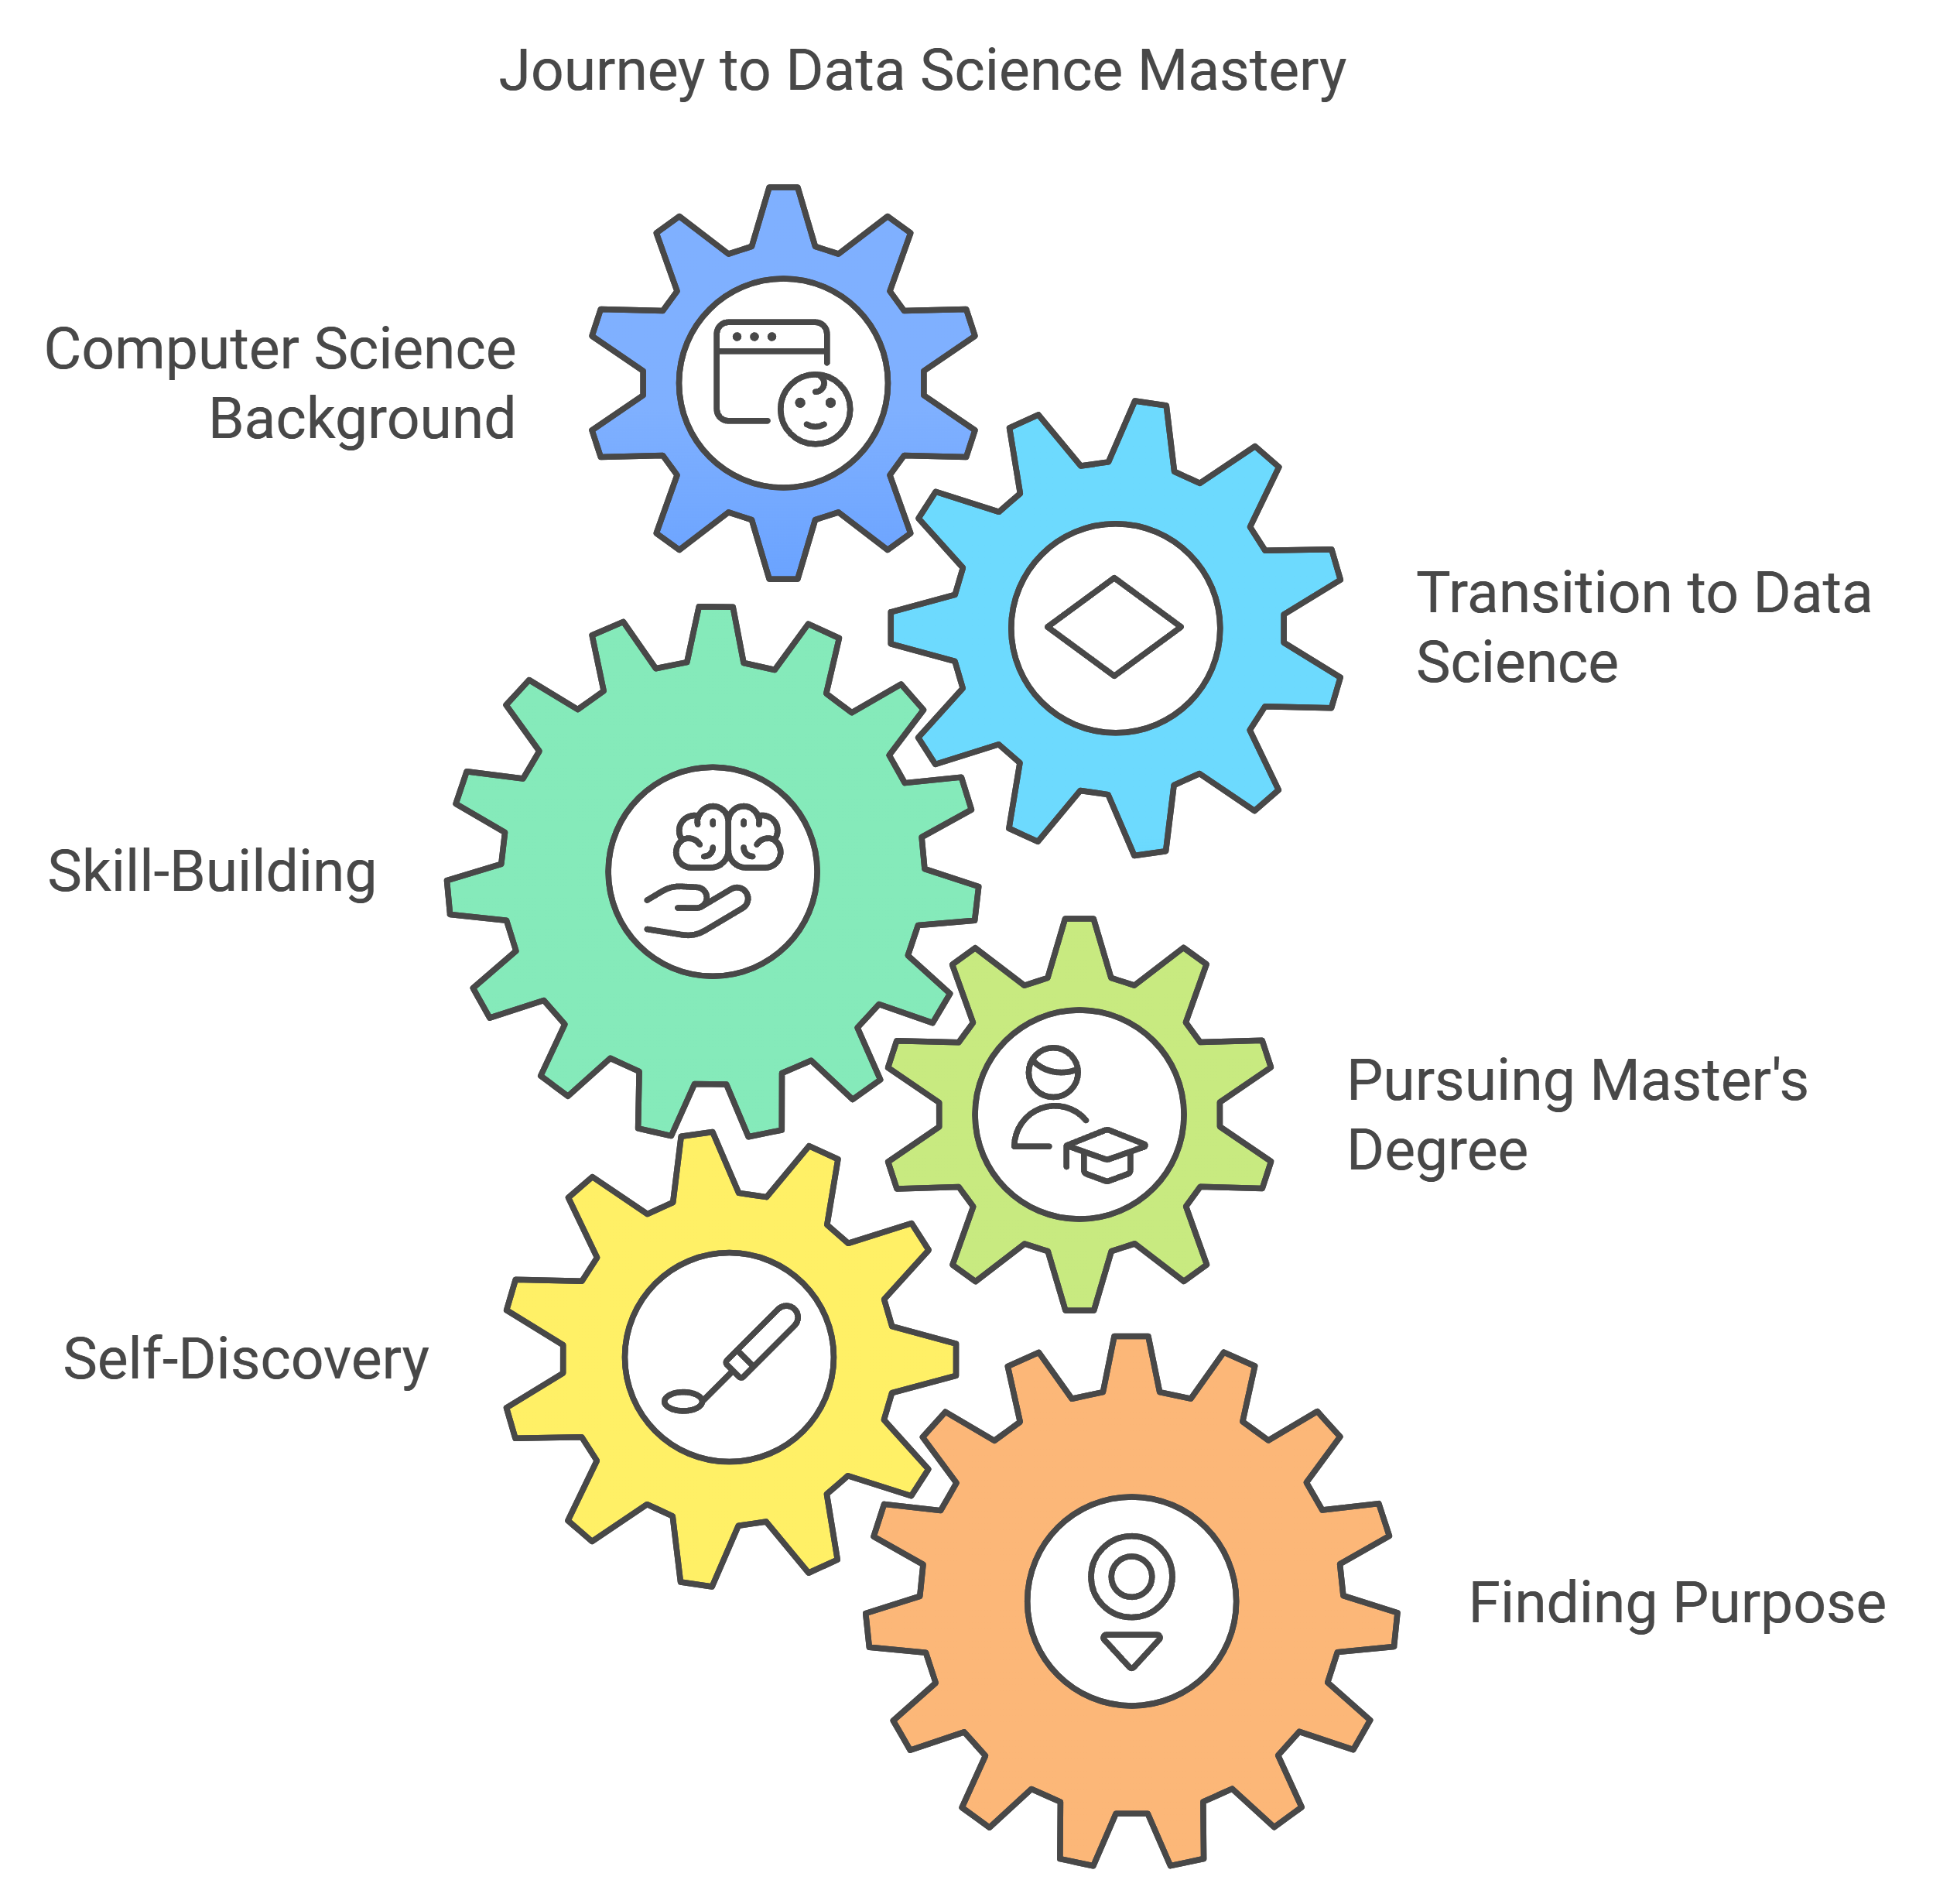 Journey to Data Science Mastery
Computer Science
Background
Transition to Data
Science
Skill-Building
Pursuing Master's
Degree
Self-Discovery
Finding Purpose